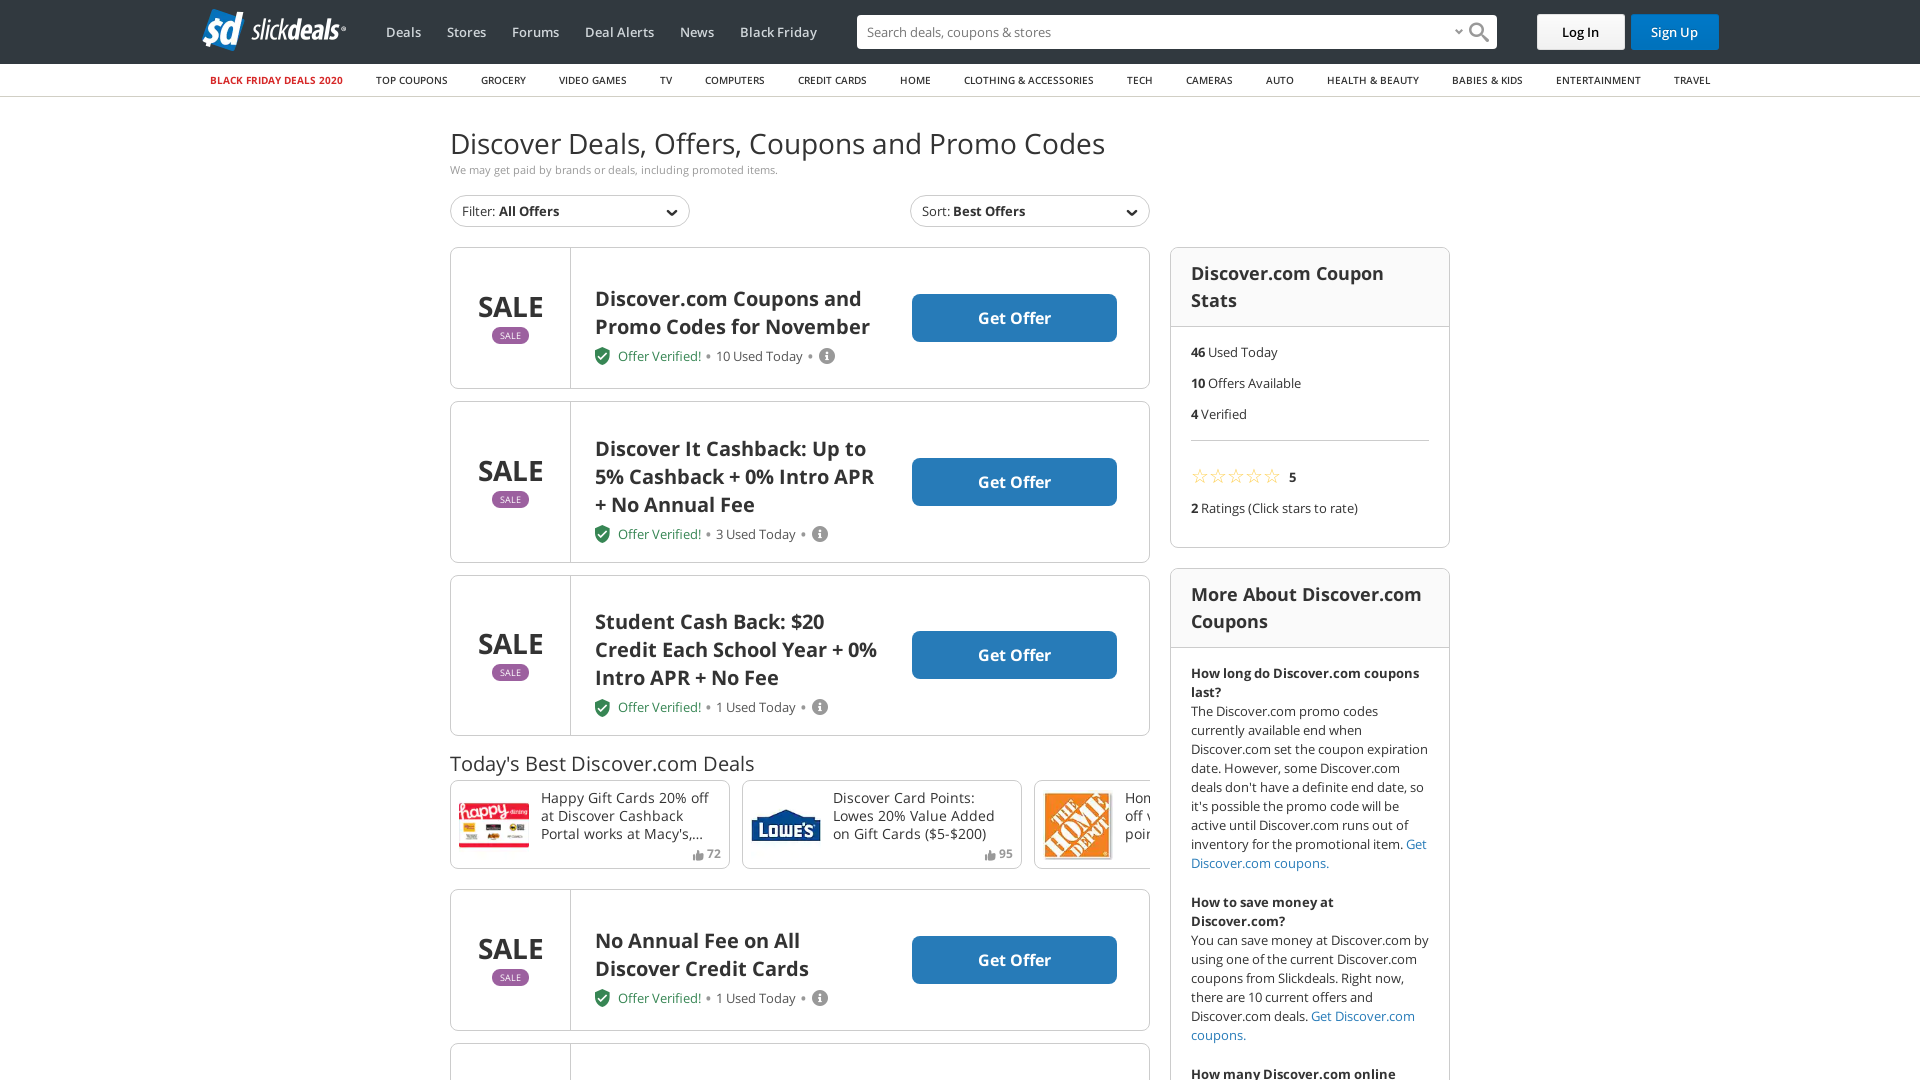 sd slickdeals
Deals Stores Forums Deal Alerts News Black Friday
Search deals, coupons & stores
Log In
Sign Up
BLACK FRIDAY DEALS 2020 TOP COUPONS GROCERY VIDEO GAMES TV COMPUTERS CREDIT CARDS HOME CLOTHING & ACCESSORIES TECH CAMERAS AUTO HEALTH & BEAUTY BABIES & KIDS ENTERTAINMENT TRAVEL
Discover Deals, Offers, Coupons and Promo Codes
We may get paid by brands or deals, including promoted items.
Filter: All Offers
Sort: Best Offers
SALE
SALE
Discover.com Coupons and
Promo Codes for November
Offer Verified! • 10 Used Today •
Get Offer
SALE
SALE
Discover It Cashback: Up to
5% Cashback + 0% Intro APR
+ No Annual Fee
Offer Verified! • 3 Used Today •
Get Offer
SALE
SALE
Student Cash Back: $20
Credit Each School Year + 0%
Intro APR + No Fee
Offer Verified! • 1 Used Today •
Get Offer
Today's Best Discover.com Deals
happy dining
Happy Gift Cards 20% off
at Discover Cashback
Portal works at Macy's,...
72
LOWE'S
Discover Card Points:
Lowes 20% Value Added
on Gift Cards ($5-$200)
95
THE HOME DEPOT
SALE
SALE
No Annual Fee on All
Discover Credit Cards
Offer Verified! • 1 Used Today •
Get Offer
Discover.com Coupon
Stats
46 Used Today
10 Offers Available
4 Verified
5
2 Ratings (Click stars to rate)
More About Discover.com
Coupons
How long do Discover.com coupons
last?
The Discover.com promo codes
currently available end when
Discover.com set the coupon expiration
date. However, some Discover.com
deals don't have a definite end date, so
it's possible the promo code will be
active until Discover.com runs out of
inventory for the promotional item. Get
Discover.com coupons.
How to save money at
Discover.com?
You can save money at Discover.com by
using one of the current Discover.com
coupons from Slickdeals. Right now,
there are 10 current offers and
Discover.com deals. Get Discover.com
coupons.
How many Discover.com online